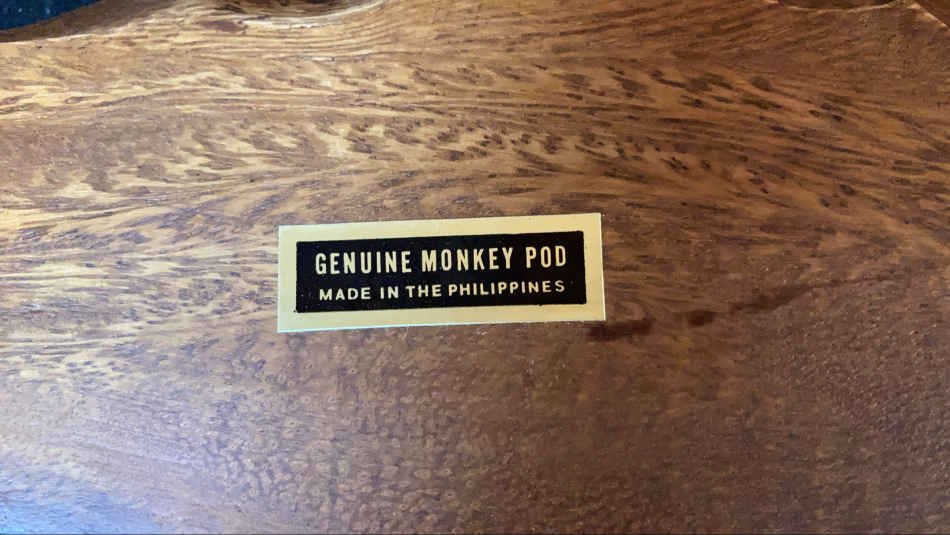 GENUINE MONKEY POD
MADE IN THE PHILIPPINES